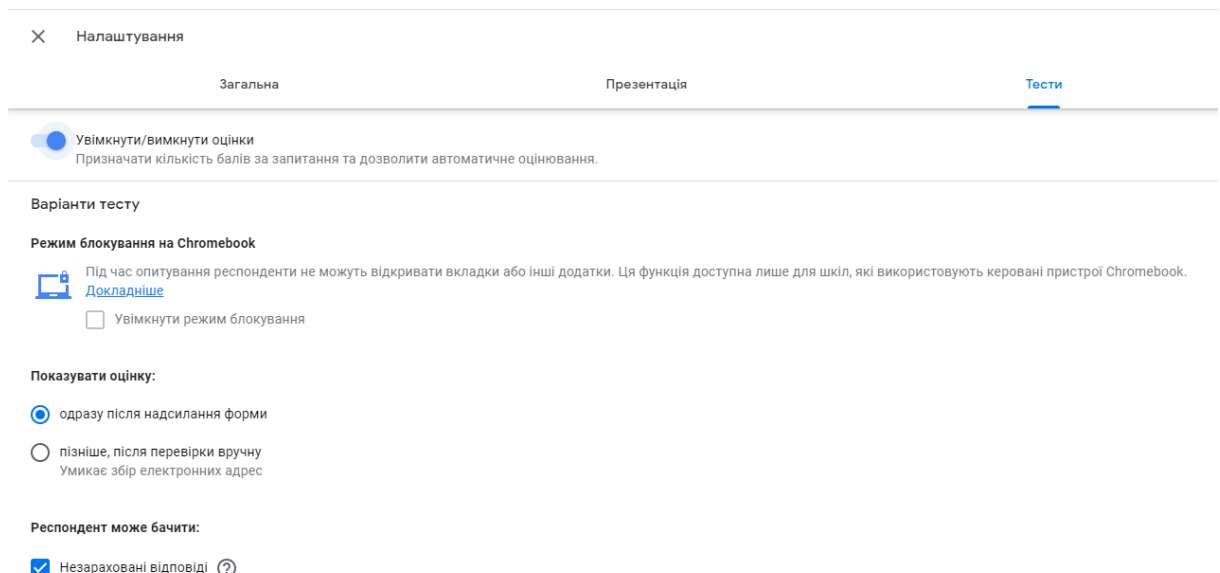 Налаштування
Загальна Презентація Тести
Увімкнути/вимкнути оцінки
Призначати кількість балів за запитання та дозволити автоматичне оцінювання.
Варіанти тесту
Режим блокування на Chromebook
Під час опитування респонденти не можуть відкривати вкладки або інші додатки. Ця функція доступна лише для шкіл, які використовують керовані пристрої Chromebook.
Докладніше
Увімкнути режим блокування
Показувати оцінку:
одразу після надсилання форми
пізніше, після перевірки вручну
Умикає збір електронних адрес
Респондент може бачити:
Незараховані відповіді